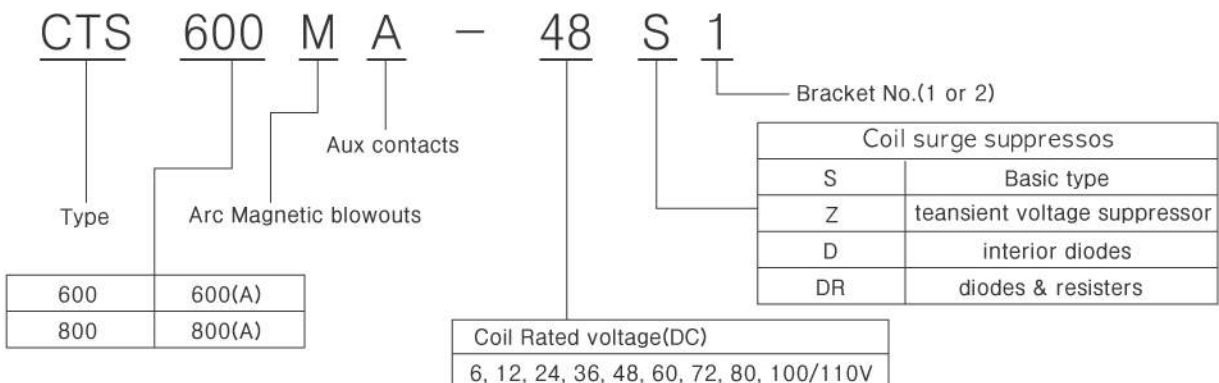 CTS 600 M A - 48 S 1
Bracket No.(1 or 2)
Aux contacts
Type
Arc Magnetic blowouts
Coil surge suppressos
S Basic type
Z teansient voltage suppressor
D interior diodes
DR diodes & resisters
600 600(A)
800 800(A)
Coil Rated voltage(DC)
6, 12, 24, 36, 48, 60, 72, 80, 100/110V